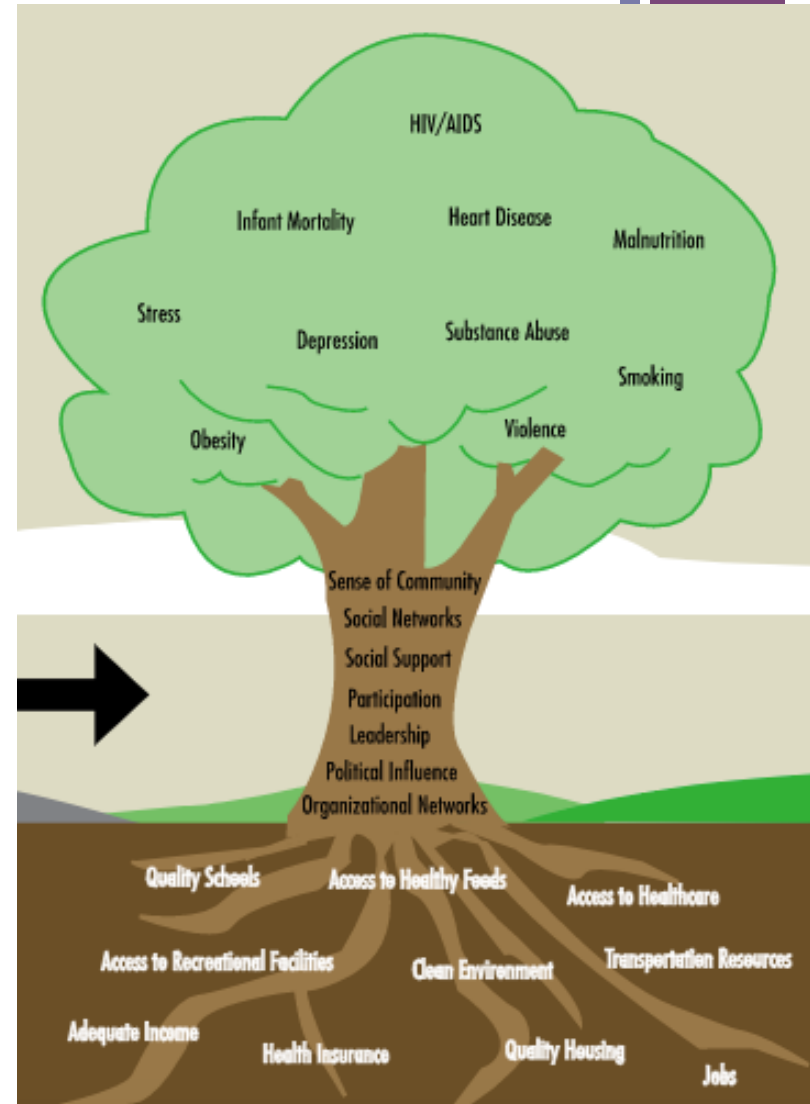 HIV/AIDS
Infant Mortality
Heart Disease
Malnutrition
Stress
Depression
Substance Abuse
Smoking
Obesity
Violence
Sense of Community
Social Networks
Social Support
Participation
Leadership
Political Influence
Organizational Networks
Quality Schools
Access to Healthy Foods
Access to Healthcare
Access to Recreational Facilities
Clean Environment
Transportation Resources
Adequate Income
Health Insurance
Quality Housing
Jobs